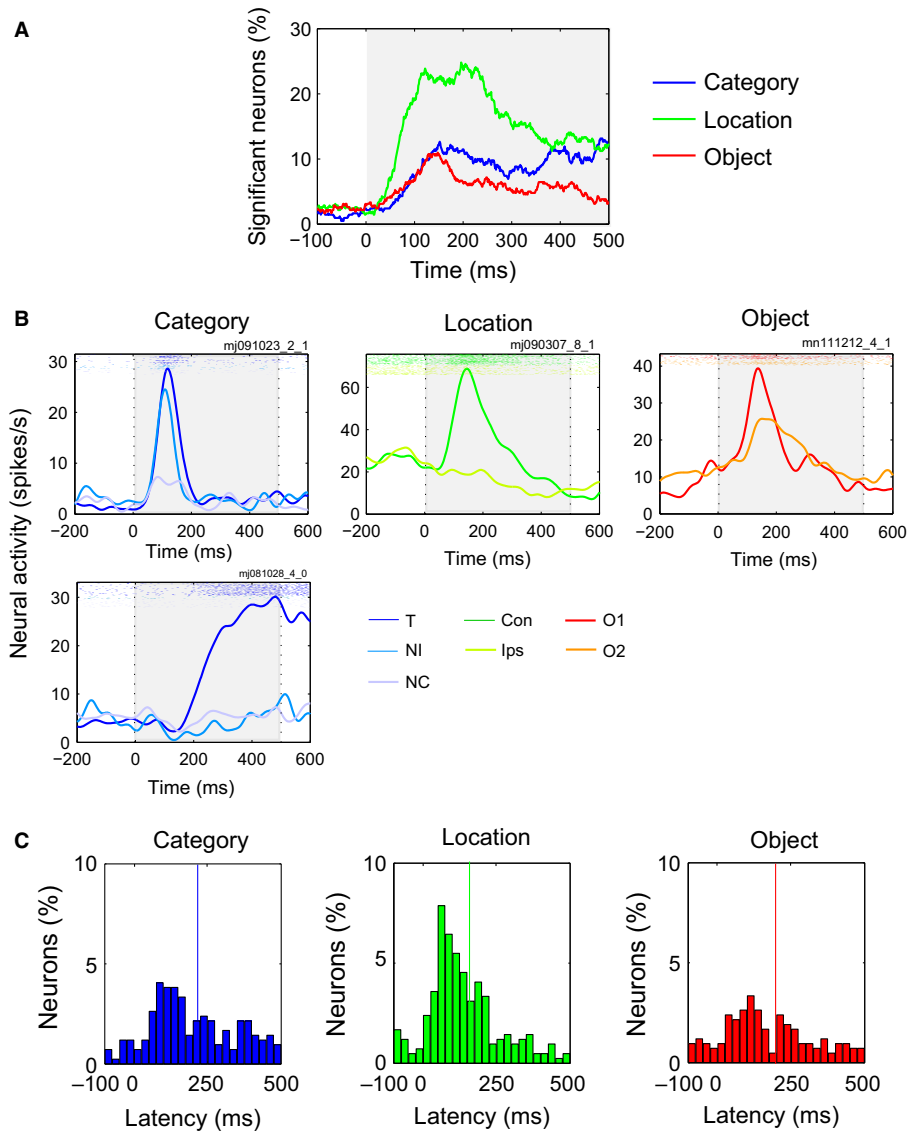 A
Significant neurons (%)
30
20
10
0
−100 0 100 200 300 400 500
Time (ms)
Category
Location
Object
B
Neural activity (spikes/s)
Category
mj091023_2_1
30
20
10
0
−200 0 200 400 600
Time (ms)
Location
mj090307_8_1
60
40
20
0
−200 0 200 400 600
Time (ms)
Object
mn111212_4_1
40
30
20
10
0
−200 0 200 400 600
Time (ms)
mj081028_4_0
30
20
10
0
−200 0 200 400 600
Time (ms)
T
NI
NC
Con
Ips
O1
O2
C
Category
Neurons (%)
10
5
0
−100 0 250 500
Latency (ms)
Location
Neurons (%)
10
5
0
−100 0 250 500
Latency (ms)
Object
Neurons (%)
10
5
0
−100 0 250 500
Latency (ms)